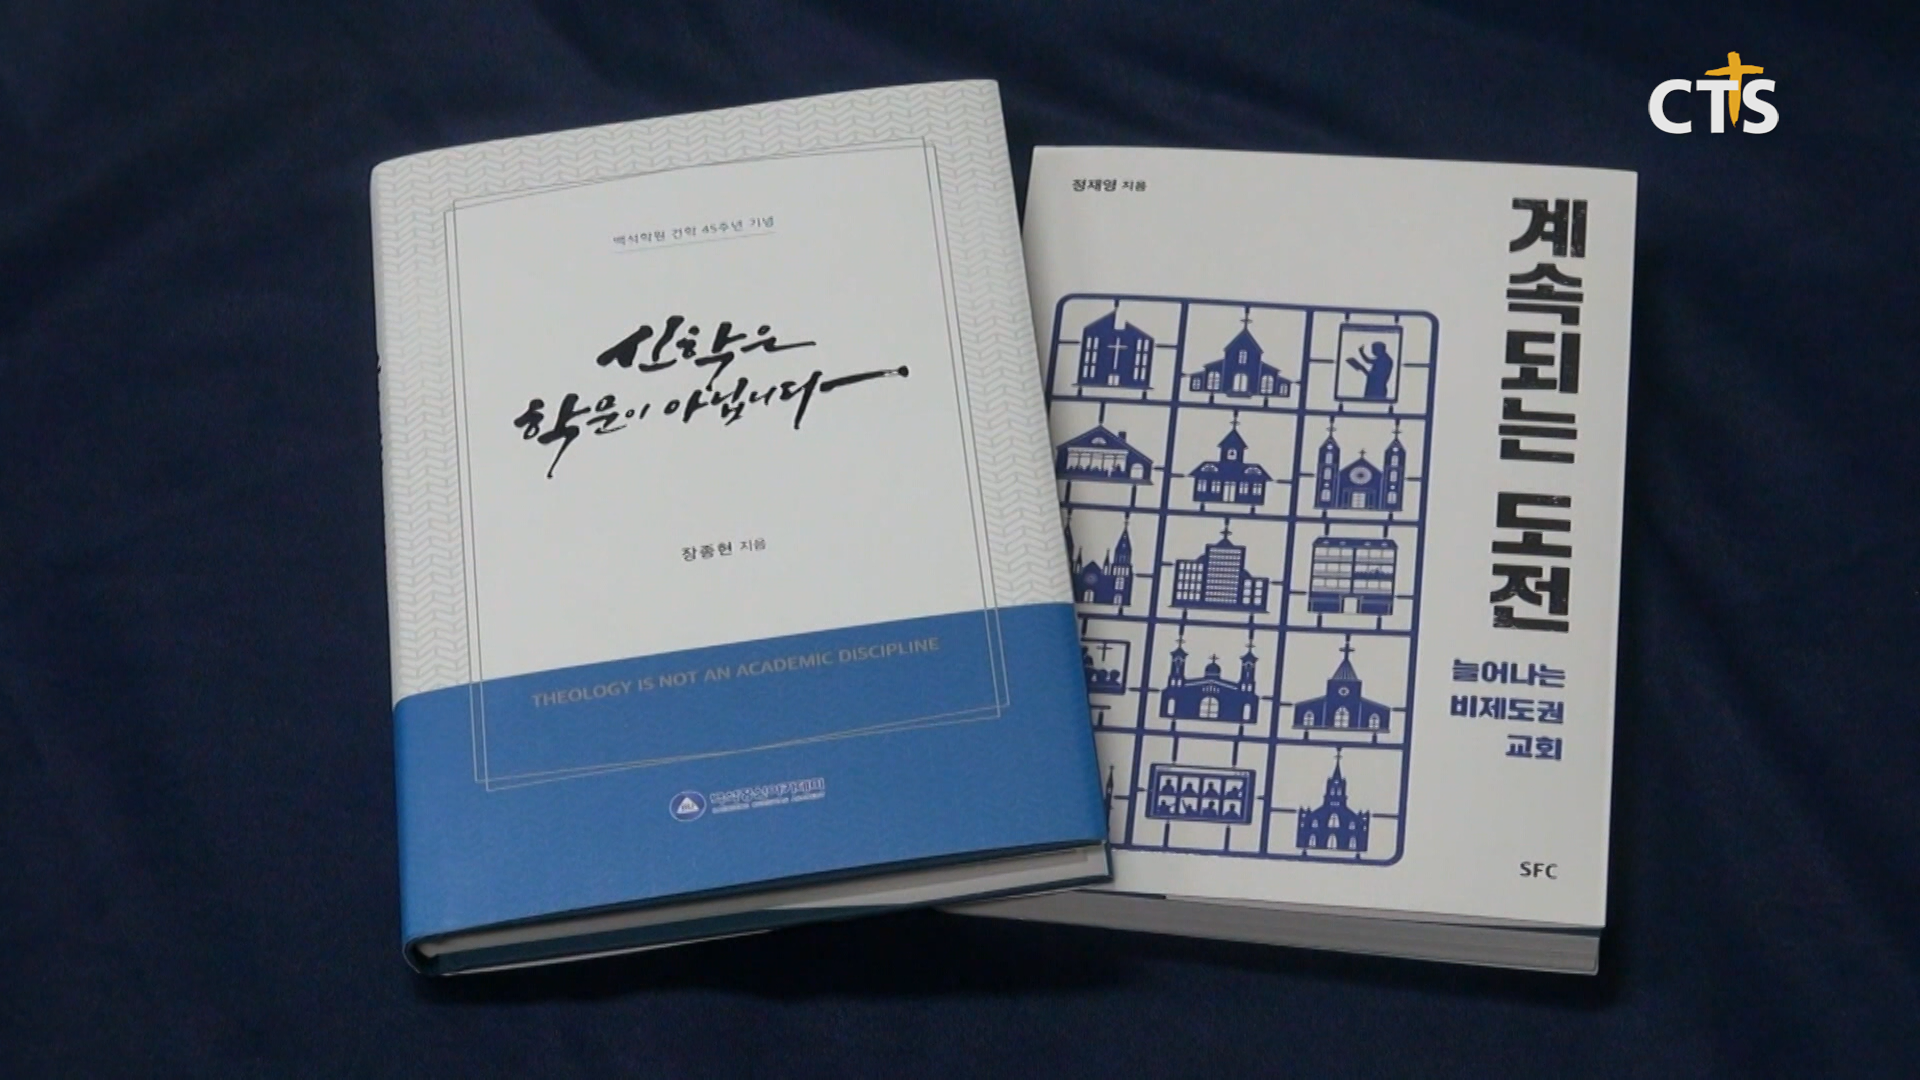 CTS
백석학원 건학 45주년 기념
신학은
학문이 아닙니다
장종현 지음
THEOLOGY IS NOT AN ACADEMIC DISCIPLINE
정재영 지음
계속되는 도전
늘어나는
비제도권
교회
SFC